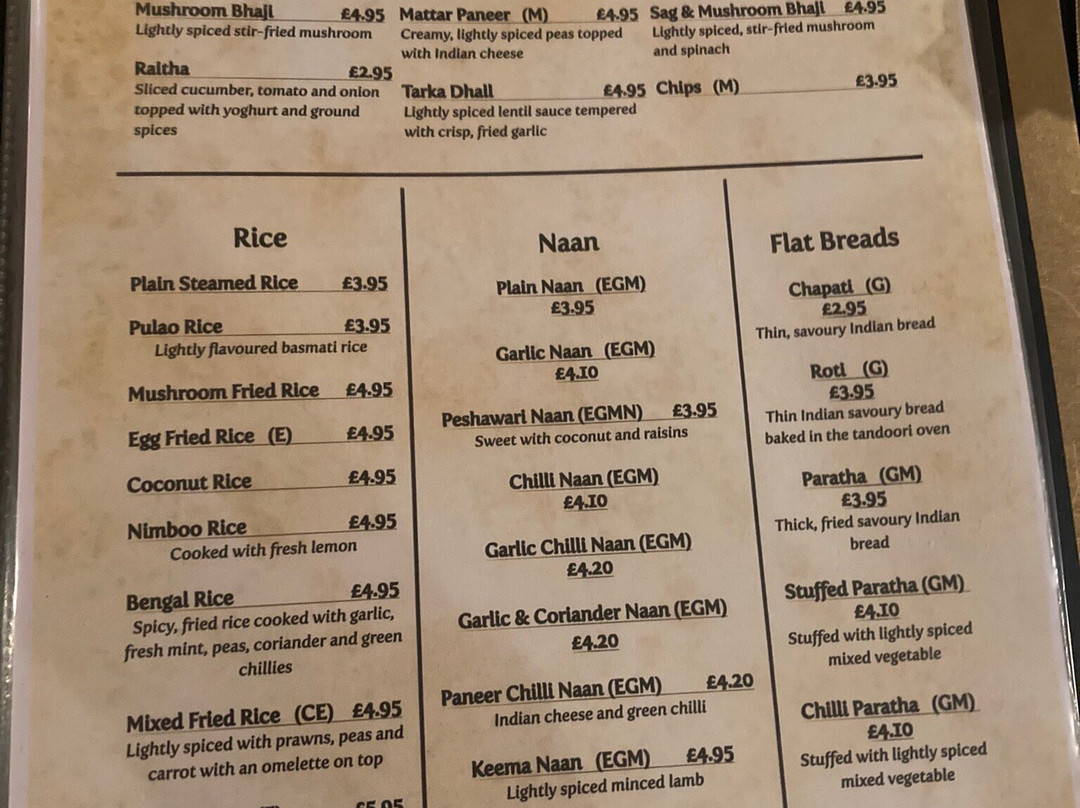 Mushroom Bhaji £4.95
Lightly spiced stir-fried mushroom
Raitha £2.95
Sliced cucumber, tomato and onion
topped with yoghurt and ground
spices
Mattar Paneer (M) £4.95
Creamy, lightly spiced peas topped
with Indian cheese
Tarka Dhall £4.95
Lightly spiced lentil sauce tempered
with crisp, fried garlic
Sag & Mushroom Bhaji £4.95
Lightly spiced, stir-fried mushroom
and spinach
Chips (M) £3.95
Rice
Plain Steamed Rice £3.95
Pulao Rice £3.95
Lightly flavoured basmati rice
Mushroom Fried Rice £4.95
Egg Fried Rice (E) £4.95
Coconut Rice £4.95
Nimboo Rice £4.95
Cooked with fresh lemon
Bengal Rice £4.95
Spicy, fried rice cooked with garlic,
fresh mint, peas, coriander and green
chillies
Mixed Fried Rice (CE) £4.95
Lightly spiced with prawns, peas and
carrot with an omelette on top
£5.95
Naan
Plain Naan (EGM)
£3.95
Garlic Naan (EGM)
£4.10
Peshawari Naan (EGMN) £3.95
Sweet with coconut and raisins
Chilli Naan (EGM)
£4.10
Garlic Chilli Naan (EGM)
£4.20
Garlic & Coriander Naan (EGM)
£4.20
Paneer Chilli Naan (EGM) £4.20
Indian cheese and green chilli
Keema Naan (EGM) £4.95
Lightly spiced minced lamb
Flat Breads
Chapati (G)
£2.95
Thin, savoury Indian bread
Roti (G)
£3.95
Thin Indian savoury bread
baked in the tandoori oven
Paratha (GM)
£3.95
Thick, fried savoury Indian
bread
Stuffed Paratha (GM)
£4.10
Stuffed with lightly spiced
mixed vegetable
Chilli Paratha (GM)
£4.10
Stuffed with lightly spiced
mixed vegetable